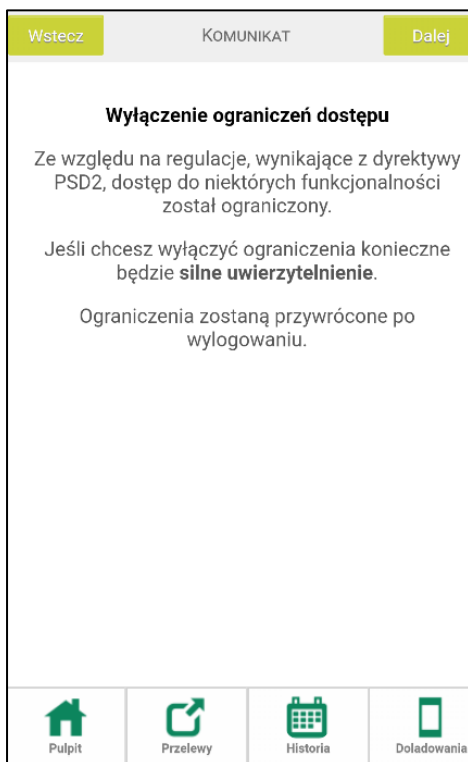 Wstecz
KOMUNIKAT
Dalej
Wyłączenie ograniczeń dostępu
Ze względu na regulacje, wynikające z dyrektywy
PSD2, dostęp do niektórych funkcjonalności
został ograniczony.
Jeśli chcesz wyłączyć ograniczenia konieczne
będzie silne uwierzytelnienie.
Ograniczenia zostaną przywrócone po
wylogowaniu.
Pulpit
Przelewy
Historia
Doladowania